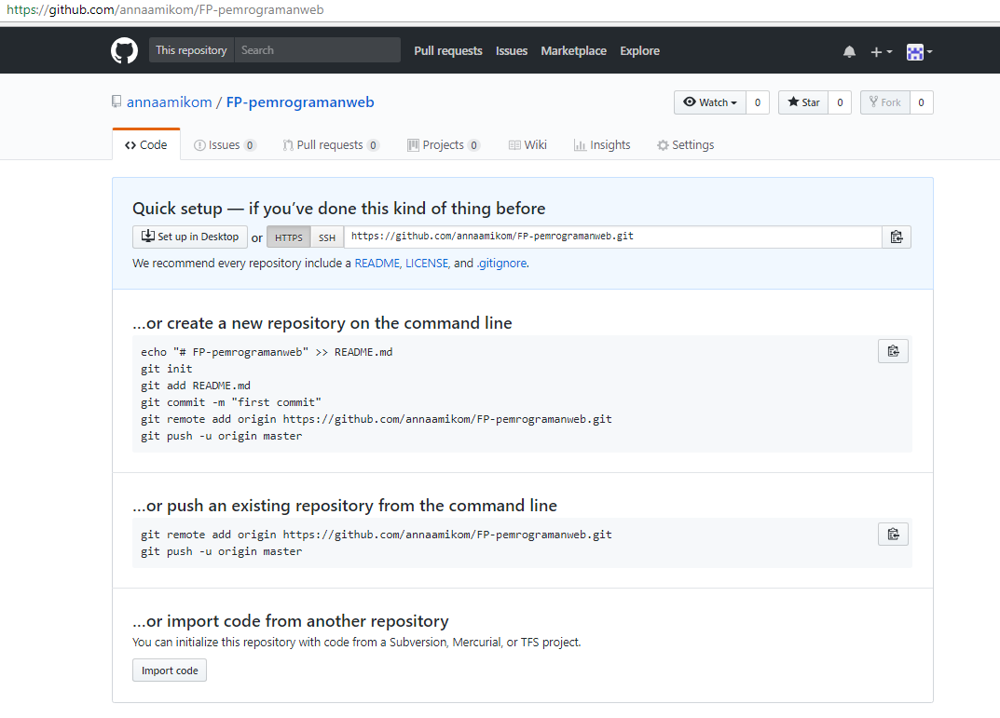 https://github.com/annaamikom/FP-pemrogramanweb
This repository Search Pull requests Issues Marketplace Explore
annaamikom / FP-pemrogramanweb Watch 0 Star 0 Fork 0
Code Issues 0 Pull requests 0 Projects 0 Wiki Insights Settings
Quick setup — if you’ve done this kind of thing before
Set up in Desktop or HTTPS SSH https://github.com/annaamikom/FP-pemrogramanweb.git
We recommend every repository include a README, LICENSE, and .gitignore.
…or create a new repository on the command line
echo "# FP-pemrogramanweb" >> README.md
git init
git add README.md
git commit -m "first commit"
git remote add origin https://github.com/annaamikom/FP-pemrogramanweb.git
git push -u origin master
…or push an existing repository from the command line
git remote add origin https://github.com/annaamikom/FP-pemrogramanweb.git
git push -u origin master
…or import code from another repository
You can initialize this repository with code from a Subversion, Mercurial, or TFS project.
Import code